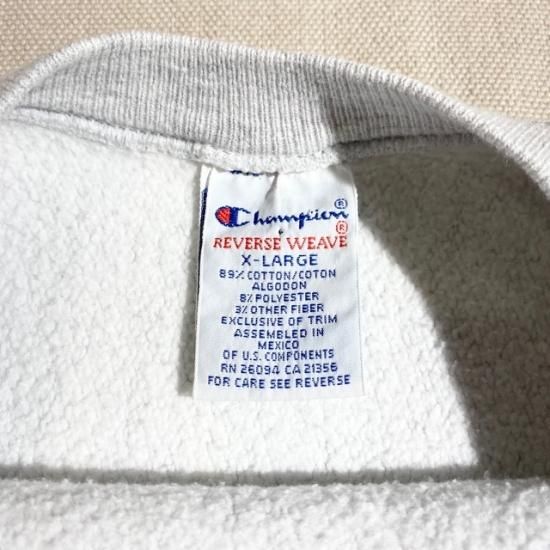 Champion®
REVERSE WEAVE®
X-LARGE
89% COTTON/COTON
ALGODON
8% POLYESTER
3% OTHER FIBER
EXCLUSIVE OF TRIM
ASSEMBLED IN
MEXICO
OF U.S. COMPONENTS
RN 26094 CA 21356
FOR CARE SEE REVERSE